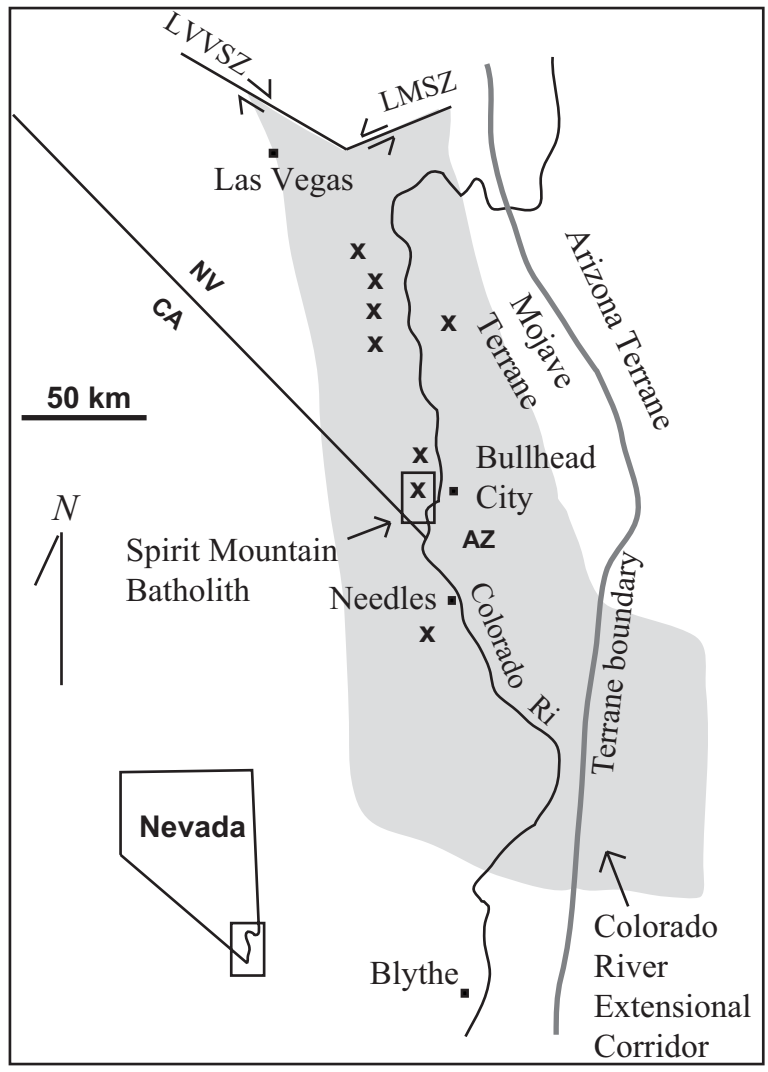 LVVSZ
LMSZ
Las Vegas
NV
CA
x
x
x
x
x
Mojave
Terrane
Arizona Terrane
50 km
x
x
Bullhead
City
N
AZ
Spirit Mountain
Batholith
Needles
x
Colorado Ri
Terrane boundary
Nevada
Colorado
River
Extensional
Corridor
Blythe